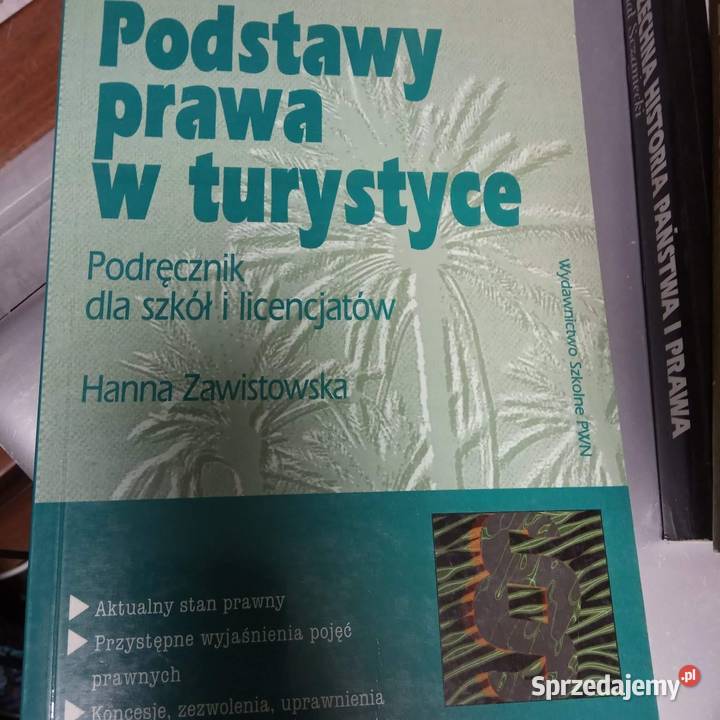 Podstawy
prawa
w turystyce
Podręcznik
dla szkół i licencjatów
Hanna Zawistowska
Wydawnictwo Szkolne PWN
Aktualny stan prawny
Przystępne wyjaśnienia pojęć
prawnych
Koncesje, zezwolenia, uprawnienia
HISTORIA PAŃSTWA I PRAWA
Sczaniecki
Sprzedajemy.pl